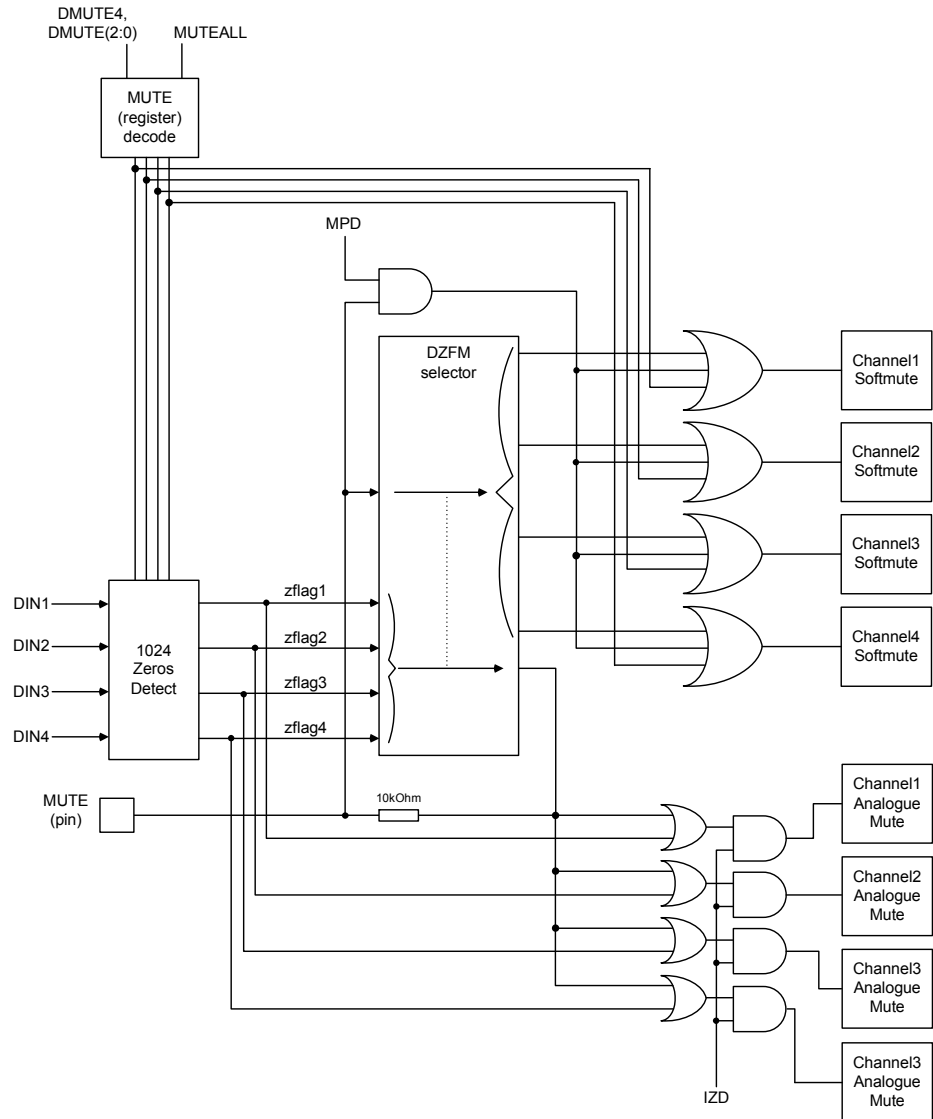 DMUTE4,
DMUTE(2:0)
MUTEALL
MUTE
(register)
decode
MPD
DZFM
selector
Channel1
Softmute
Channel2
Softmute
Channel3
Softmute
Channel4
Softmute
DIN1
DIN2
DIN3
DIN4
1024
Zeros
Detect
zflag1
zflag2
zflag3
zflag4
MUTE
(pin)
10kOhm
Channel1
Analogue
Mute
Channel2
Analogue
Mute
Channel3
Analogue
Mute
Channel3
Analogue
Mute
IZD